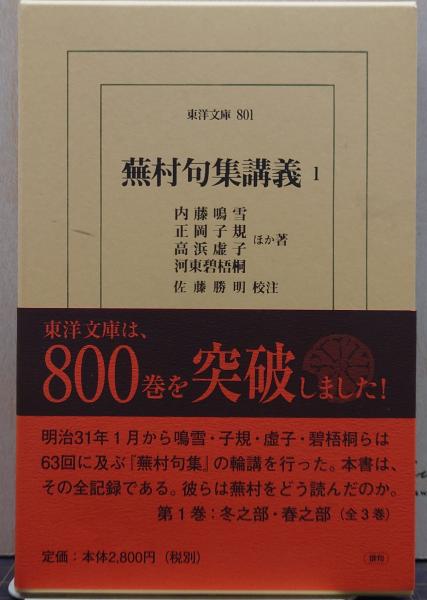 東洋文庫 801
蕪村句集講義 1
内藤鳴雪
正岡子規
高浜虚子
河東碧梧桐
ほか著
佐藤勝明 校注
東洋文庫は、
800巻を突破しました!
明治31年1月から鳴雪・子規・虚子・碧梧桐らは
63回に及ぶ『蕪村句集』の輪講を行った。本書は、
その全記録である。彼らは蕪村をどう読んだのか。
第1巻:冬之部・春之部(全3巻)
定価:本体2,800円(税別)